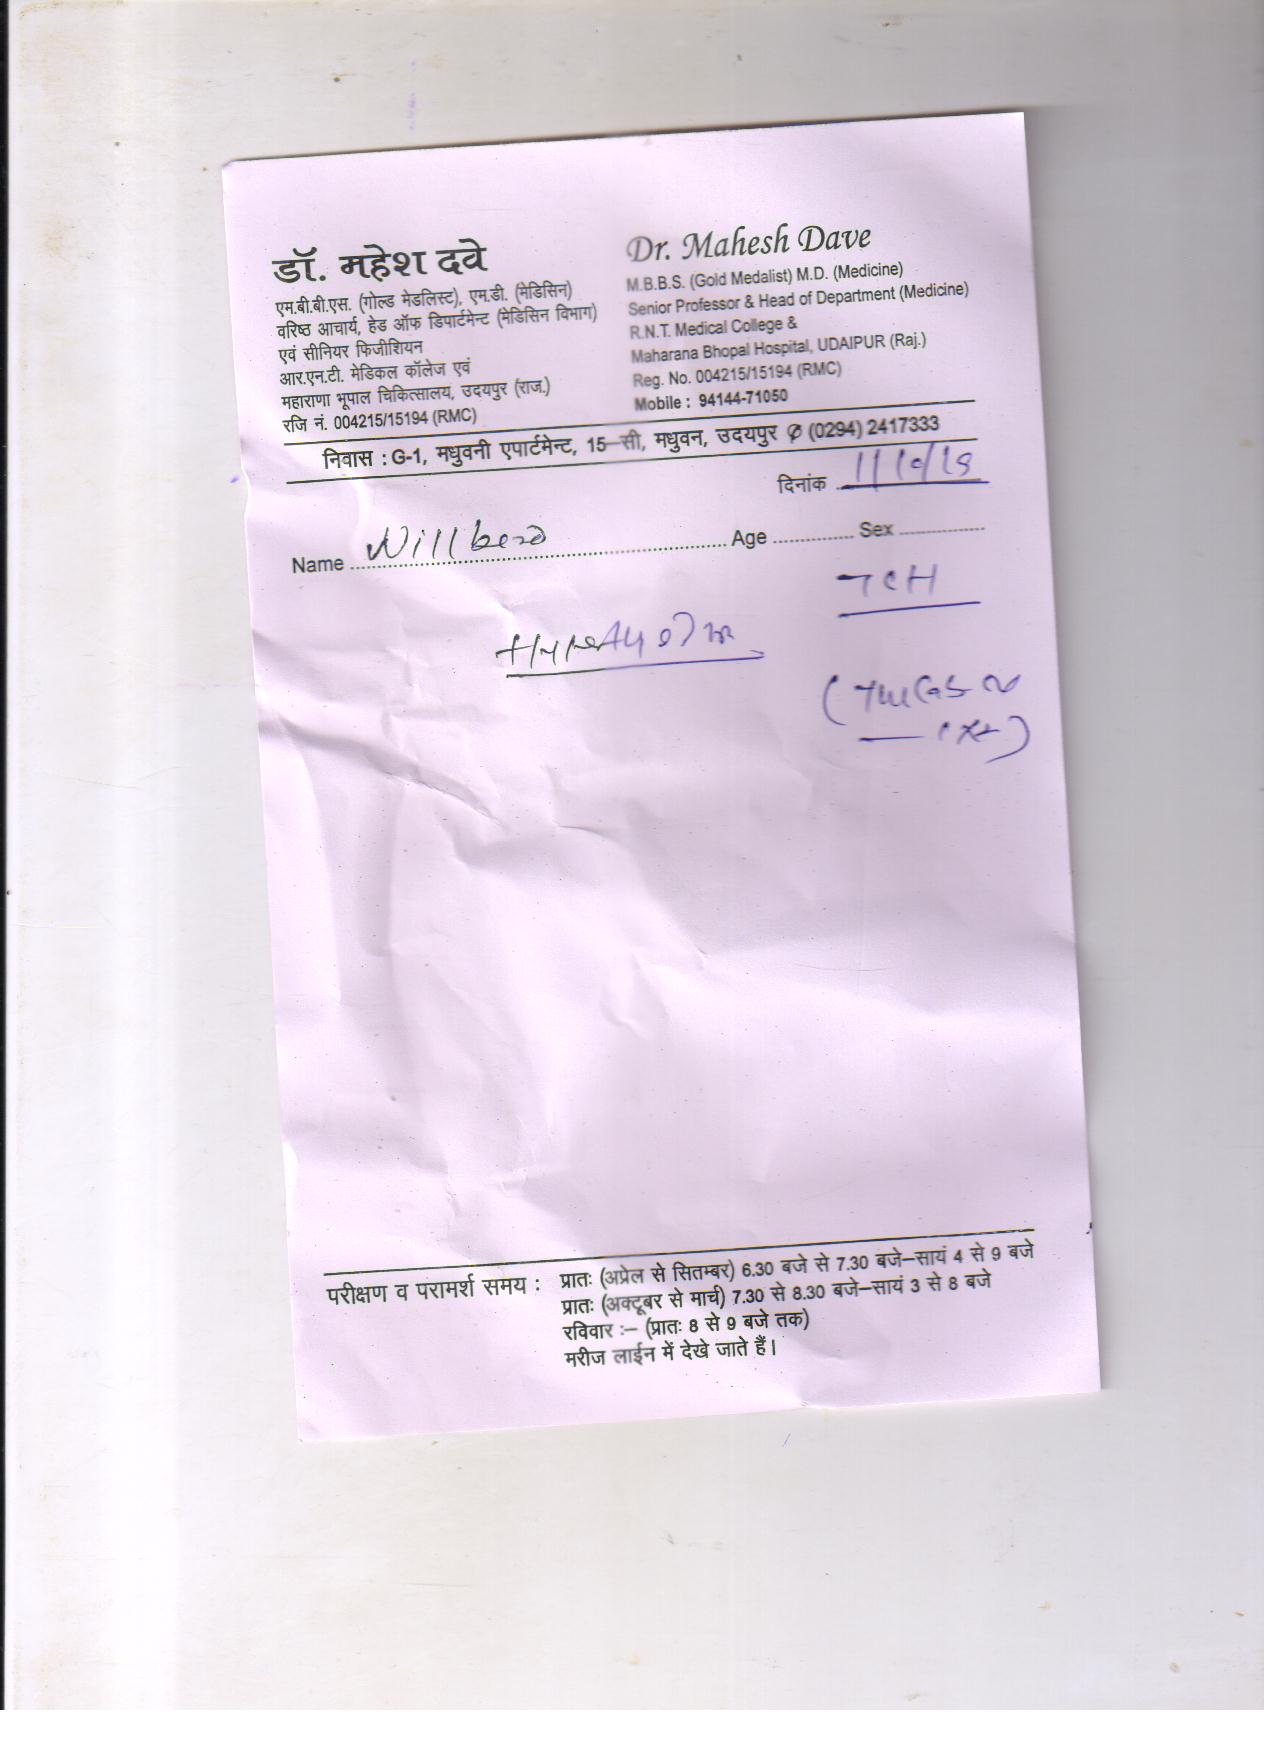 डॉ. महेश दवे
एम.बी.बी.एस. (गोल्ड मेडलिस्ट), एम.डी. (मेडिसिन)
वरिष्ठ आचार्य, हेड ऑफ डिपार्टमेन्ट (मेडिसिन विभाग)
एवं सीनियर फिजीशियन
आर.एन.टी. मेडिकल कॉलेज एवं
महाराणा भूपाल चिकित्सालय, उदयपुर (राज.)
रजि नं. 004215/15194 (RMC)
Dr. Mahesh Dave
M.B.B.S. (Gold Medalist) M.D. (Medicine)
Senior Professor & Head of Department (Medicine)
R.N.T. Medical College &
Maharana Bhopal Hospital, UDAIPUR (Raj.)
Reg. No. 004215/15194 (RMC)
Mobile : 94144-71050
निवास : G-1, मधुवनी एपार्टमेन्ट, 15-सी, मधुवन, उदयपुर ✆ (0294) 2417333
दिनांक
Name Age Sex
परीक्षण व परामर्श समय : प्रातः (अप्रेल से सितम्बर) 6.30 बजे से 7.30 बजे–सायं 4 से 9 बजे
प्रातः (अक्टूबर से मार्च) 7.30 से 8.30 बजे–सायं 3 से 8 बजे
रविवार :– (प्रातः 8 से 9 बजे तक)
मरीज लाईन में देखे जाते हैं।